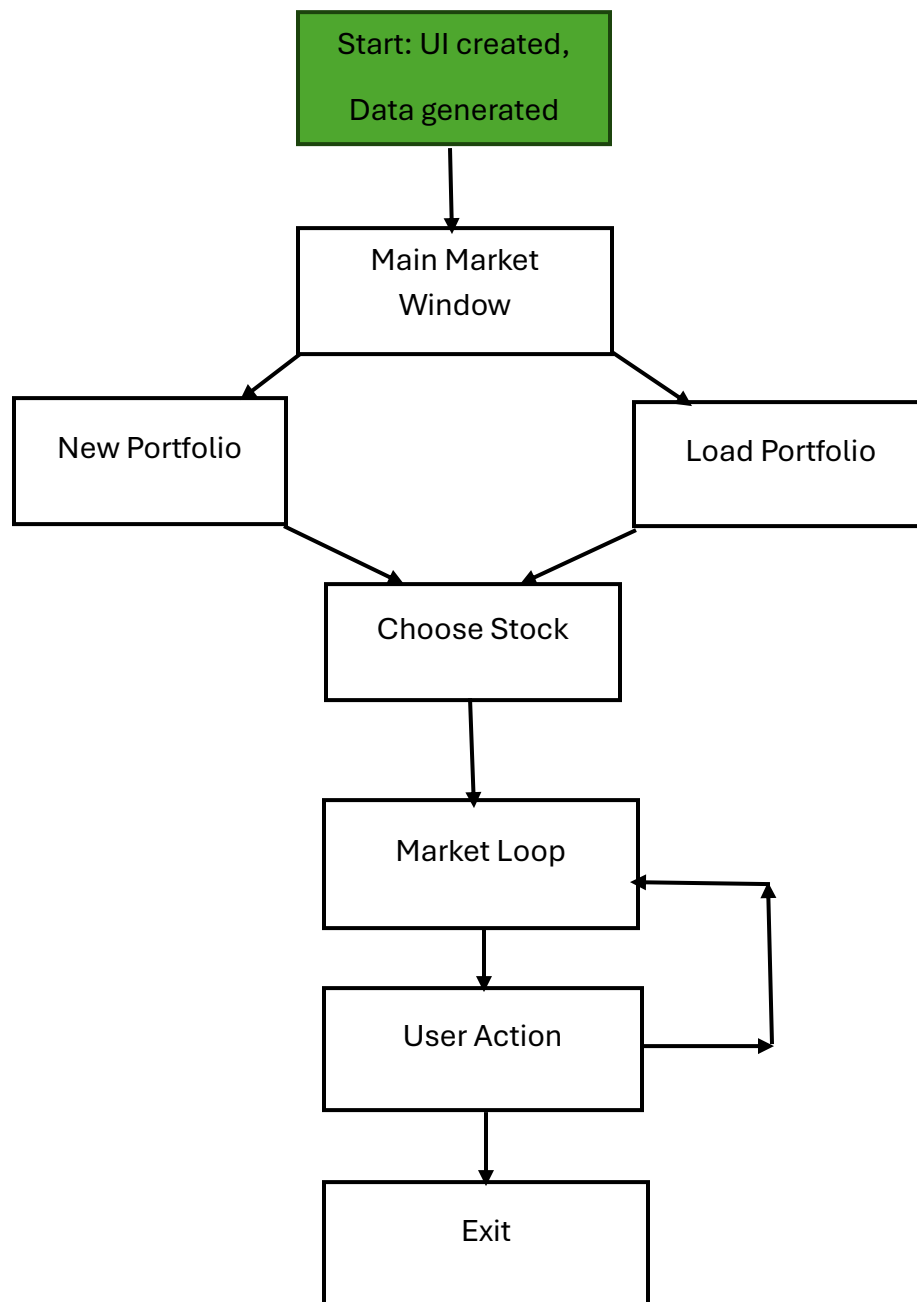 Start: UI created,
Data generated
Main Market
Window
New Portfolio
Load Portfolio
Choose Stock
Market Loop
User Action
Exit